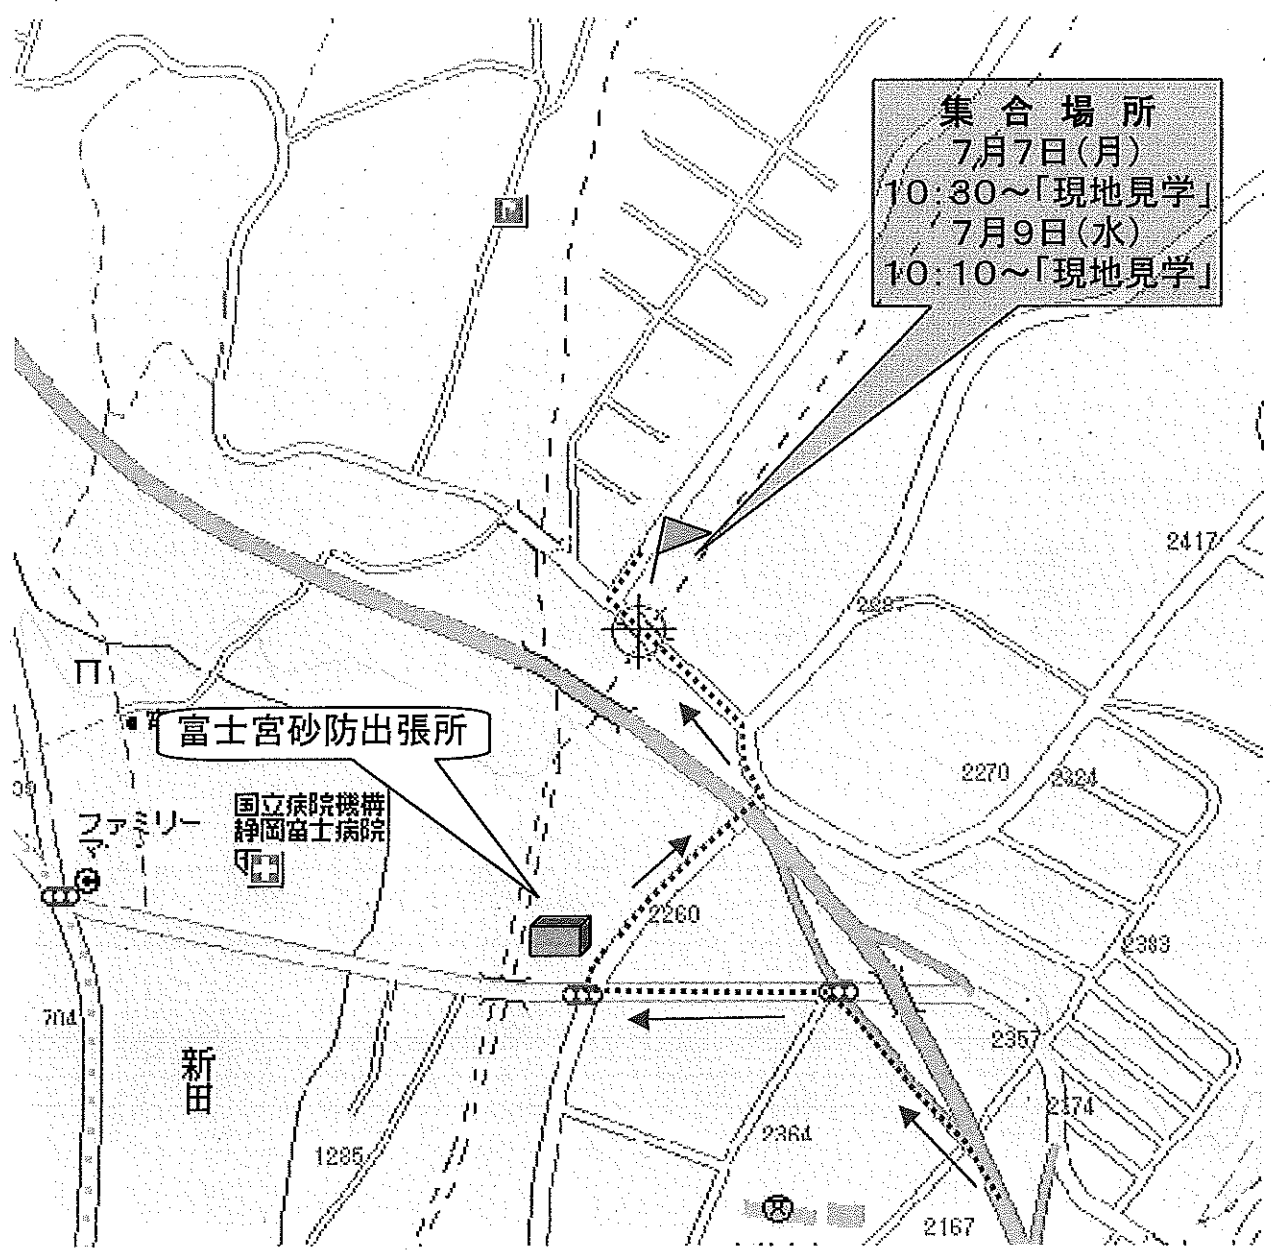 集合場所
7月7日(月)
10:30～「現地見学」
7月9日(水)
10:10～「現地見学」
2417
富士宮砂防出張所
2270
2324
国立病院機構
静岡富士病院
ファミリー
2260
2383
704
新田
2357
2374
2364
1285
2167